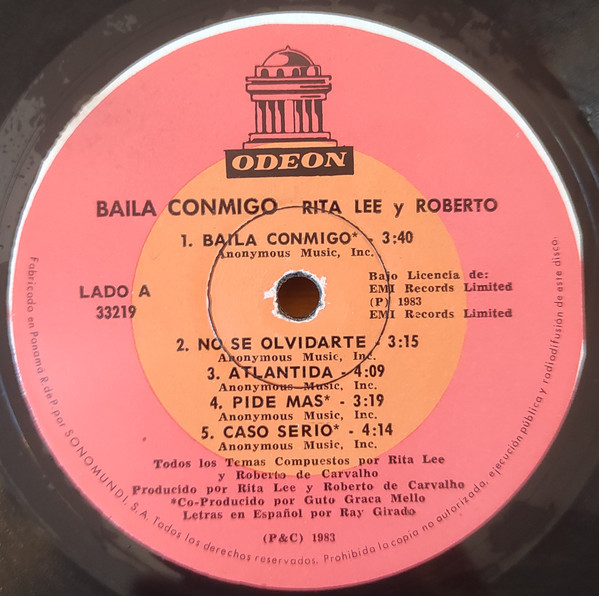 ODEON
BAILA CONMIGO RITA LEE y ROBERTO
1. BAILA CONMIGO* - 3:40
Anonymous Music, Inc.
LADO A
33219
Bajo Licencia de:
EMI Records Limited
(P) 1983
EMI Records Limited
2. NO SE OLVIDARTE - 3:15
Anonymous Music, Inc.
3. ATLANTIDA - 4:09
Anonymous Music, Inc.
4. PIDE MAS* - 3:19
Anonymous Music, Inc.
5. CASO SERIO* - 4:14
Anonymous Music, Inc.
Todos los Temas Compuestos por Rita Lee
y Roberto de Carvalho
Producido por Rita Lee y Roberto de Carvalho
*Co-Producido por Guto Graca Mello
Letras en Español por Ray Girado
(P&C) 1983
Fabricado en Panamá R. de P. por SONOMUNDI, S.A. Todos los derechos reservados. Prohibida la copia no autorizada, ejecución pública y radiodifusión de este disco.